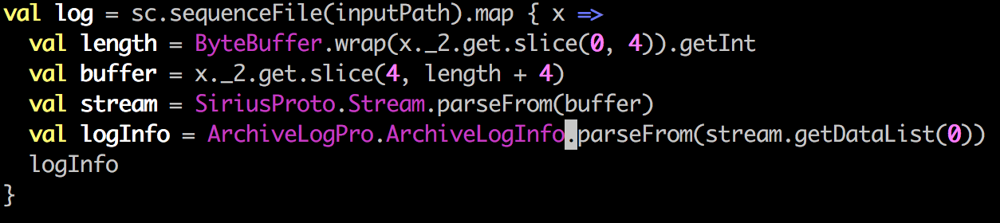 val log = sc.sequenceFile(inputPath).map { x =>
  val length = ByteBuffer.wrap(x._2.get.slice(0, 4)).getInt
  val buffer = x._2.get.slice(4, length + 4)
  val stream = SiriusProto.Stream.parseFrom(buffer)
  val logInfo = ArchiveLogPro.ArchiveLogInfo.parseFrom(stream.getDataList(0))
  logInfo
}